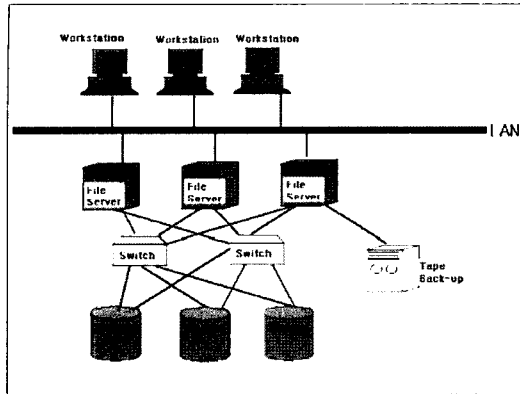 Workstation
Workstation
Workstation
LAN
File
Server
File
Server
File
Server
Switch
Switch
Tape
Back-up